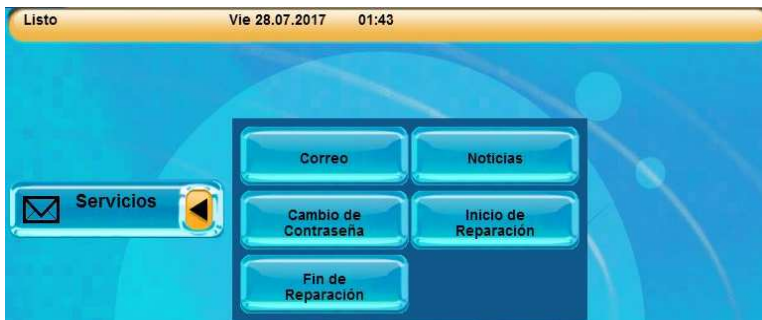 Listo Vie 28.07.2017 01:43
Correo Noticias
Servicios
Cambio de
Contraseña
Inicio de
Reparación
Fin de
Reparación